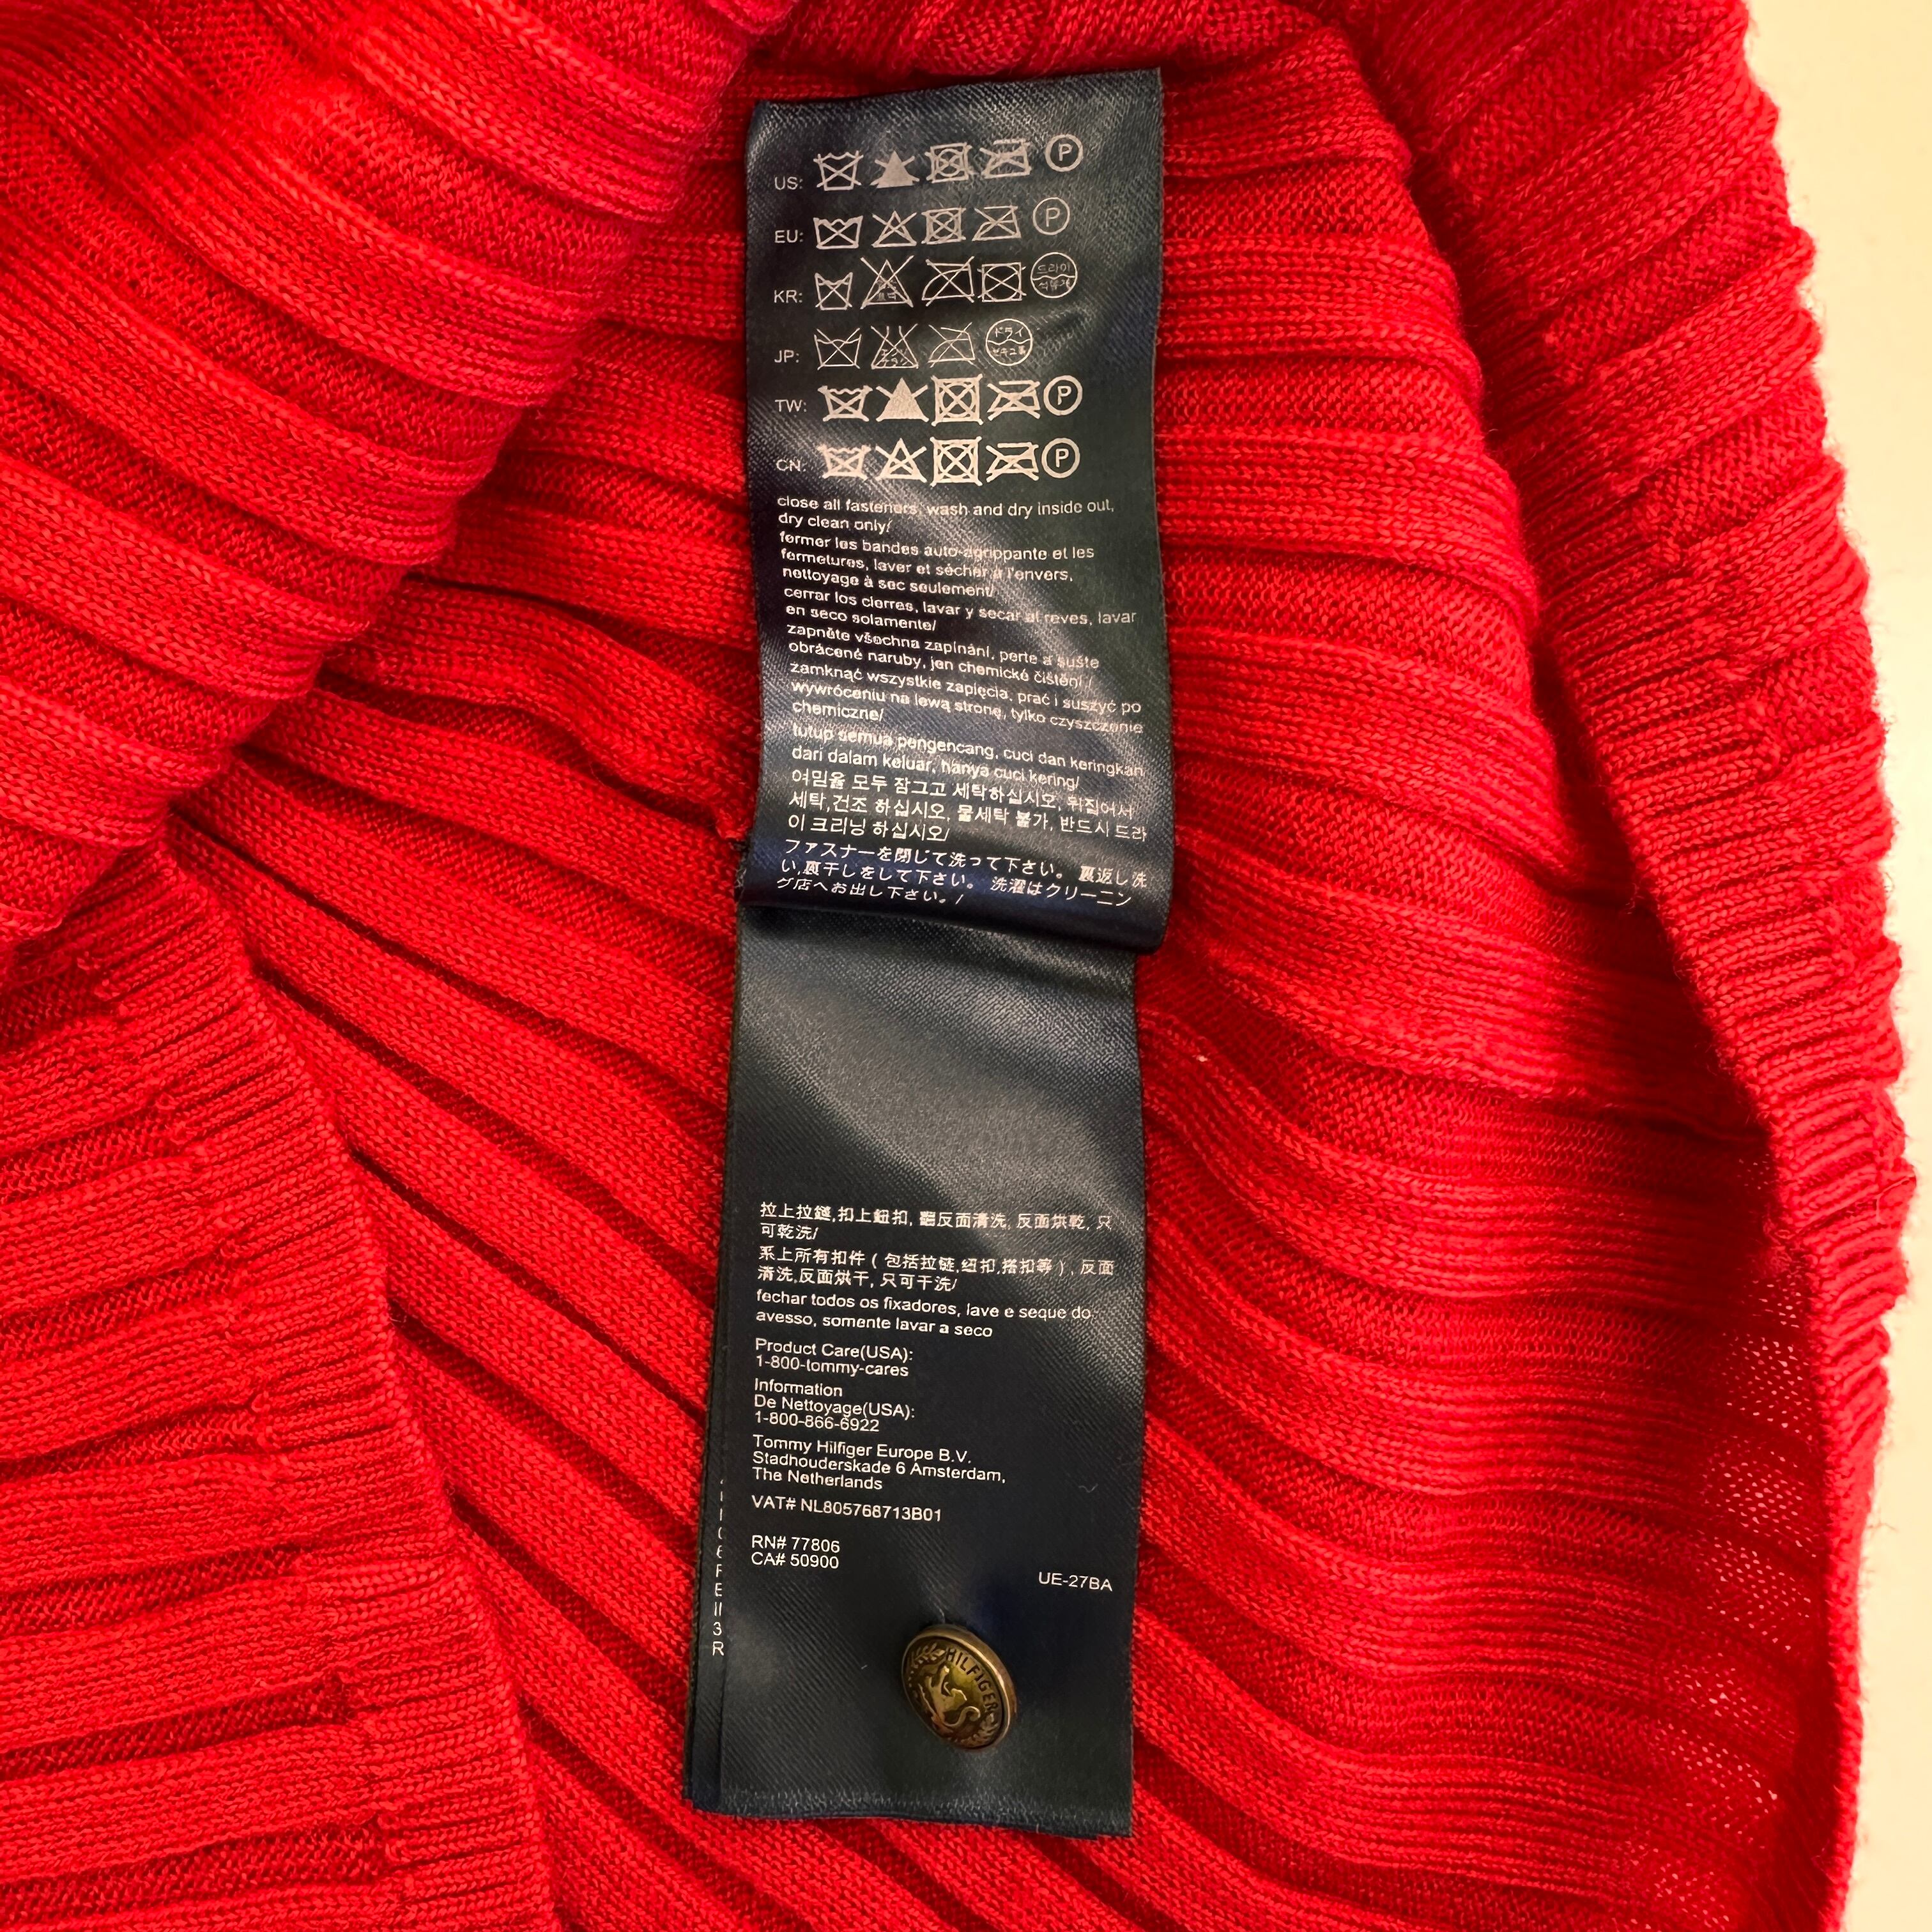 US: P
EU: P
KR: 드라이
JP: ドライ
TW: P
CN: P
close all fasteners, wash and dry inside out,
dry clean only/
fermer les bandes auto-agrippante et les
fermetures, laver et sécher à l'envers,
nettoyage à sec seulement/
cerrar los cierres, lavar y secar al reves, lavar
en seco solamente/
zapněte všechna zapínání, perte a sušte
obráceně naruby, jen chemické čištění /
zamknąć wszystkie zapięcia, prać i suszyć po
wywróceniu na lewą stronę, tylko czyszczenie
chemiczne/
tutup semua pengencang, cuci dan keringkan
dari dalam keluar, hanya cuci kering/
여밈을 모두 잠그고 세탁하십시오, 뒤집어서
세탁,건조 하십시오, 물세탁 불가, 반드시 드라
이 크리닝 하십시오/
ファスナーを閉じて洗って下さい。 裏返し洗
い,裏干しをして下さい。 洗濯はクリーニン
グ店へお出し下さい。/
拉上拉鏈,扣上鈕扣, 翻反面清洗, 反面烘乾, 只
可乾洗/
系上所有扣件 ( 包括拉链,纽扣,搭扣等 ) , 反面
清洗,反面烘干, 只可干洗/
fechar todos os fixadores, lave e seque do
avesso, somente lavar a seco
Product Care(USA):
1-800-tommy-cares
Information
De Nettoyage(USA):
1-800-866-6922
Tommy Hilfiger Europe B.V.
Stadhouderskade 6 Amsterdam,
The Netherlands
VAT# NL805768713B01
RN# 77806
CA# 50900
UE-27BA
HILFIGER